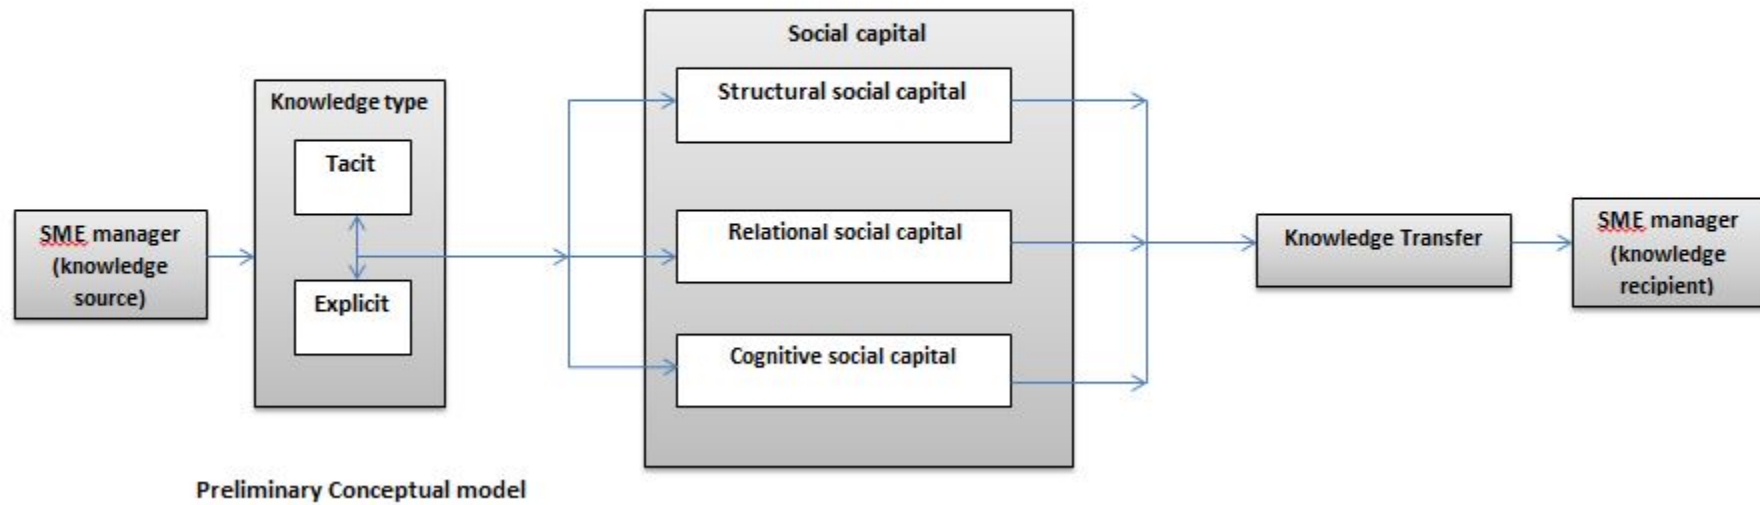 Social capital
Structural social capital
Relational social capital
Cognitive social capital
Knowledge type
Tacit
Explicit
SME manager
(knowledge
source)
Knowledge Transfer
SME manager
(knowledge
recipient)
Preliminary Conceptual model